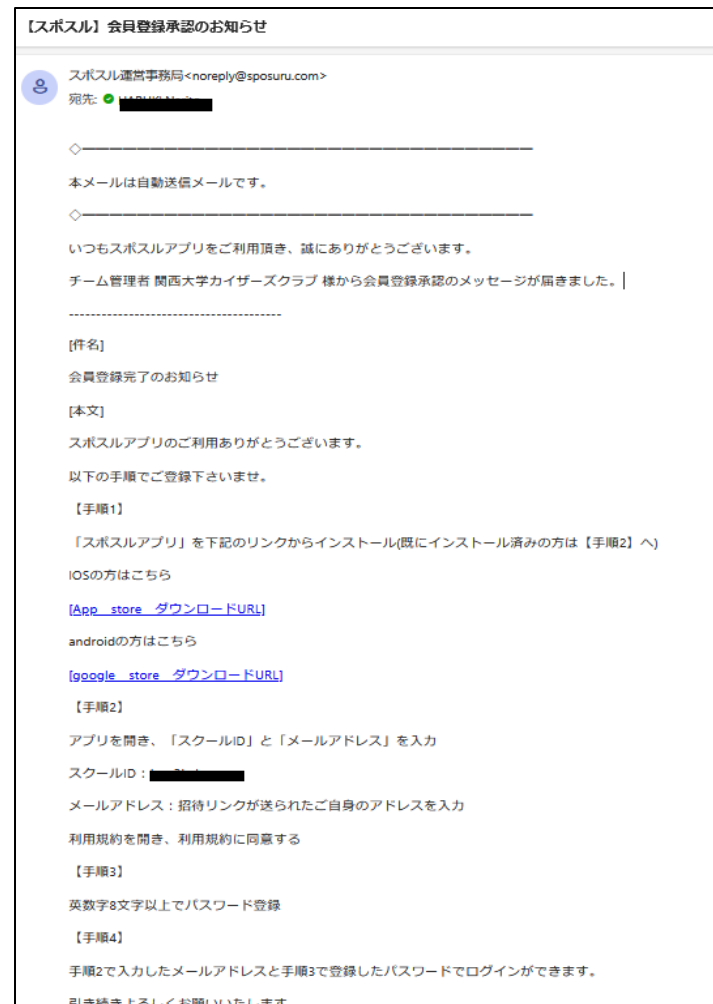 【スポスル】会員登録承認のお知らせ
スポスル運営事務局<noreply@sposuru.com>
宛先:
◇━━━━━━━━━━━━━━━━━━━━━━━━━━━━━━━━━
本メールは自動送信メールです。
◇━━━━━━━━━━━━━━━━━━━━━━━━━━━━━━━━━
いつもスポスルアプリをご利用頂き、誠にありがとうございます。
チーム管理者 関西大学カイザーズクラブ 様から会員登録承認のメッセージが届きました。
---------------------------------------
[件名]
会員登録完了のお知らせ
[本文]
スポスルアプリのご利用ありがとうございます。
以下の手順でご登録下さいませ。
【手順1】
「スポスルアプリ」を下記のリンクからインストール(既にインストール済みの方は【手順2】へ)
IOSの方はこちら
[App　store　ダウンロードURL]
androidの方はこちら
[google　store　ダウンロードURL]
【手順2】
アプリを開き、「スクールID」と「メールアドレス」を入力
スクールID：
メールアドレス：招待リンクが送られたご自身のアドレスを入力
利用規約を開き、利用規約に同意する
【手順3】
英数字8文字以上でパスワード登録
【手順4】
手順2で入力したメールアドレスと手順3で登録したパスワードでログインができます。
引き続きよろしくお願いいたします